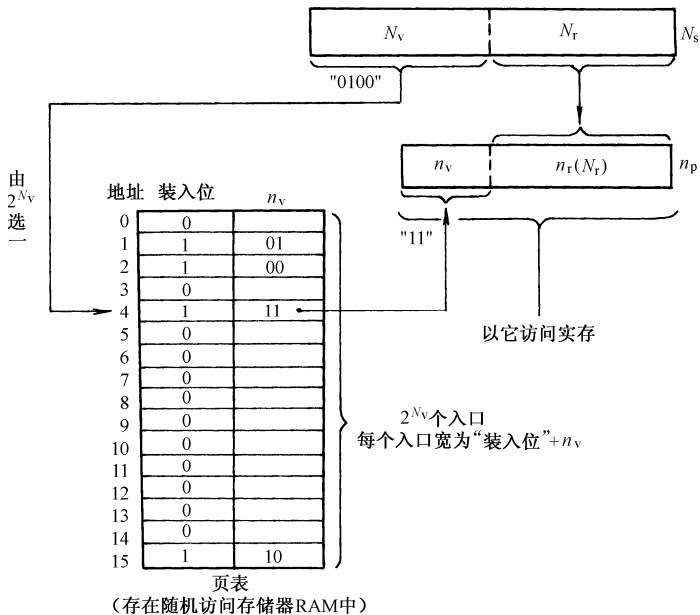 Nv Nr Ns
"0100"
nv nr(Nr) np
"11"
以它访问实存
由
2^Nv
选
一
地址 装入位 nv
0 0
1 1 01
2 1 00
3 0
4 1 11
5 0
6 0
7 0
8 0
9 0
10 0
11 0
12 0
13 0
14 0
15 1 10
2^Nv个入口
每个入口宽为“装入位”+nv
页表
(存在随机访问存储器RAM中)